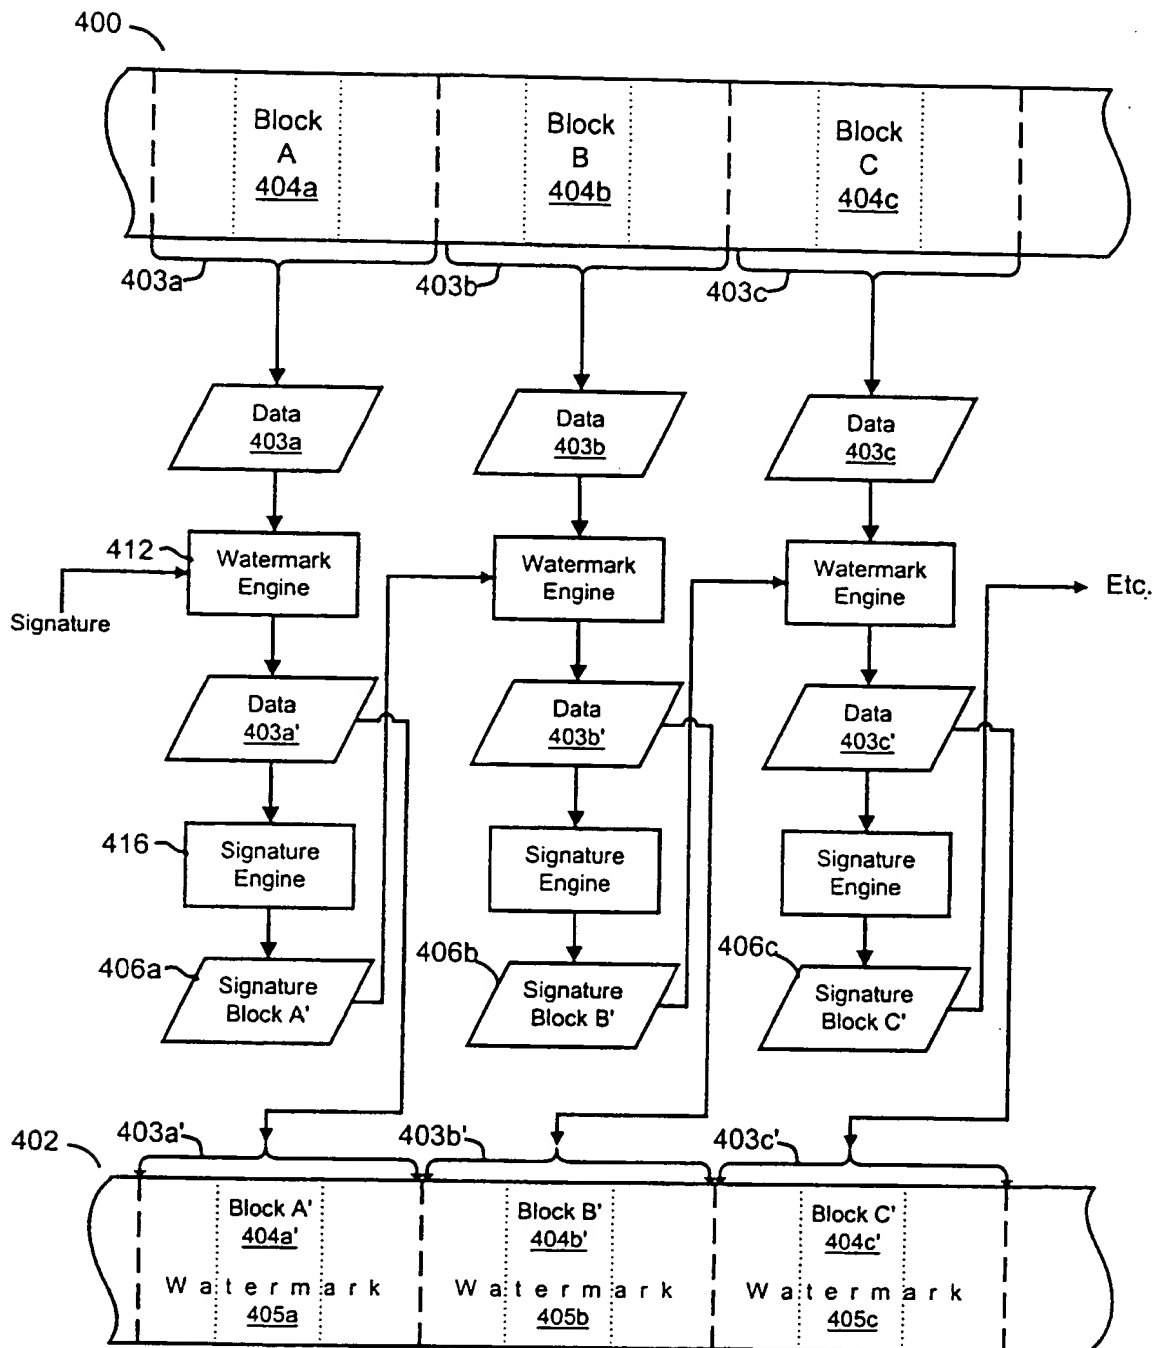 400
Block
A
404a
Block
B
404b
Block
C
404c
403a
403b
403c
Data
403a
Data
403b
Data
403c
412
Watermark
Engine
Watermark
Engine
Watermark
Engine
Signature
Etc.
Data
403a'
Data
403b'
Data
403c'
416
Signature
Engine
Signature
Engine
Signature
Engine
406a
Signature
Block A'
406b
Signature
Block B'
406c
Signature
Block C'
402
403a'
403b'
403c'
Block A'
404a'
Block B'
404b'
Block C'
404c'
Watermark
405a
Watermark
405b
Watermark
405c